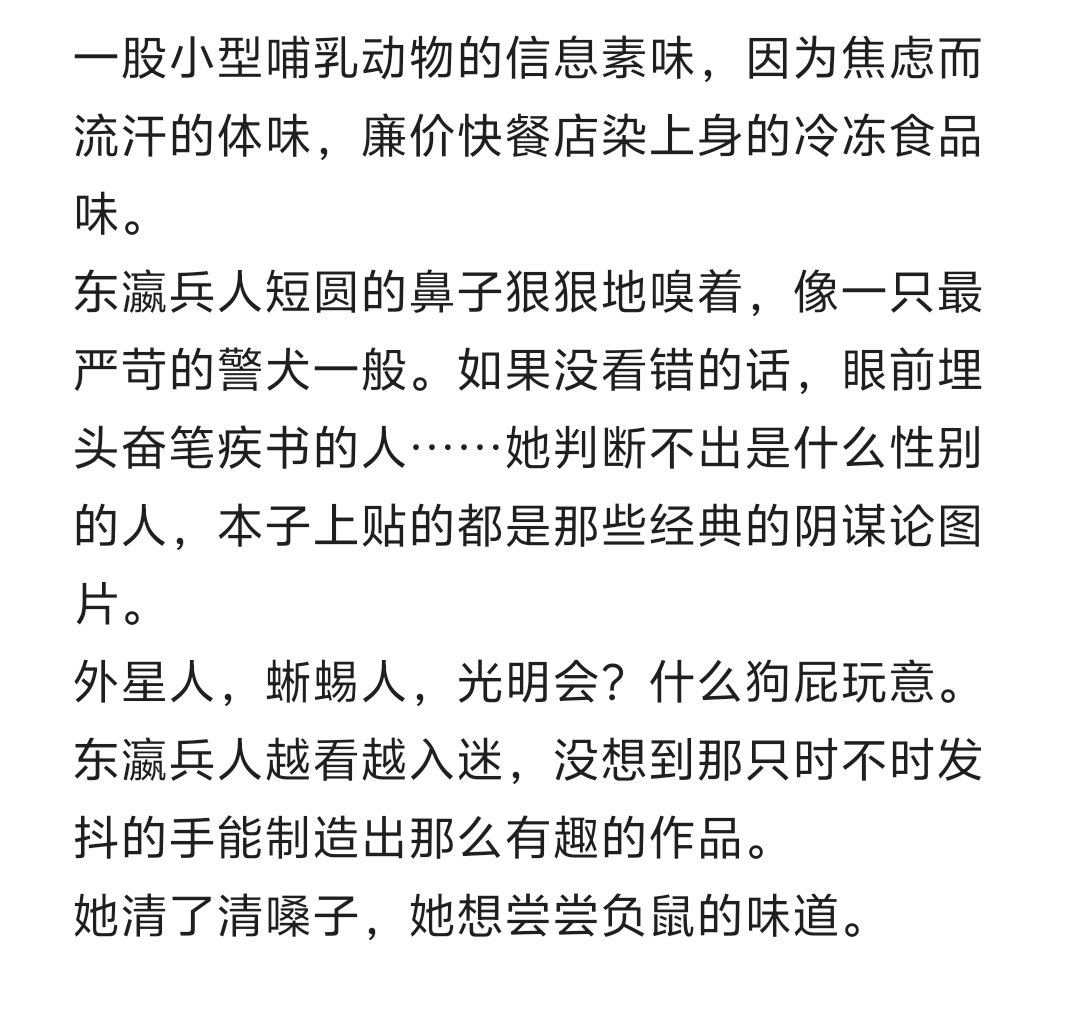 一股小型哺乳动物的信息素味，因为焦虑而
流汗的体味，廉价快餐店染上身的冷冻食品
味。
东瀛兵人短圆的鼻子狠狠地嗅着，像一只最
严苛的警犬一般。如果没看错的话，眼前埋
头奋笔疾书的人……她判断不出是什么性别
的人，本子上贴的都是那些经典的阴谋论图
片。
外星人，蜥蜴人，光明会？什么狗屁玩意。
东瀛兵人越看越入迷，没想到那只时不时发
抖的手能制造出那么有趣的作品。
她清了清嗓子，她想尝尝负鼠的味道。